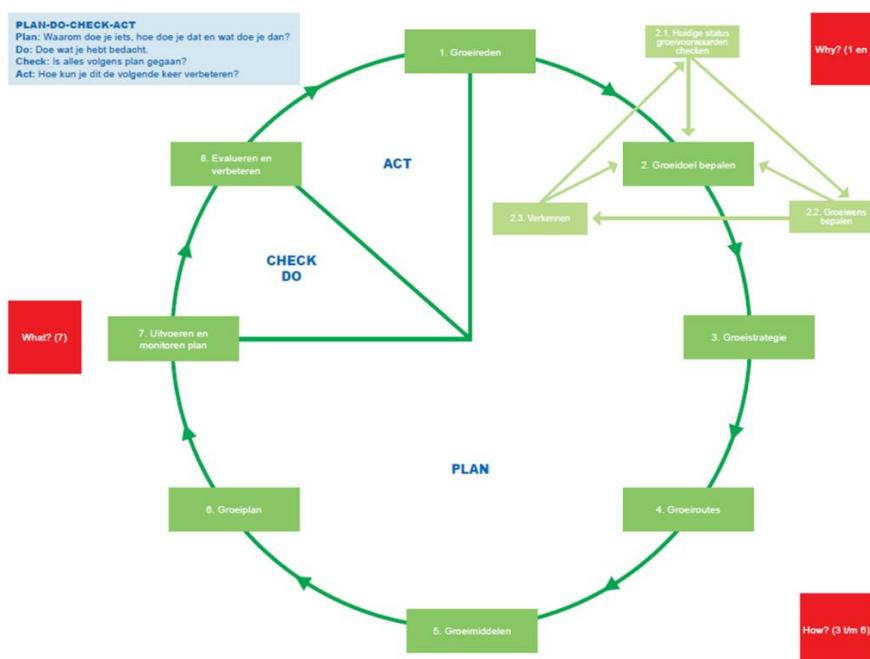 PLAN-DO-CHECK-ACT
Plan: Waarom doe je iets, hoe doe je dat en wat doe je dan?
Do: Doe wat je hebt bedacht.
Check: Is alles volgens plan gegaan?
Act: Hoe kun je dit de volgende keer verbeteren?
1. Groeireden
2.1. Huidige status
groeivoorwaarden
checken
Why? (1 en
8. Evalueren en
verbeteren
ACT
2. Groeidoel bepalen
2.3. Verkennen
2.2. Groeiwens
bepalen
CHECK
DO
What? (7)
7. Uitvoeren en
monitoren plan
3. Groeistrategie
PLAN
6. Groeiplan
4. Groeiroutes
5. Groeimiddelen
How? (3 t/m 6)